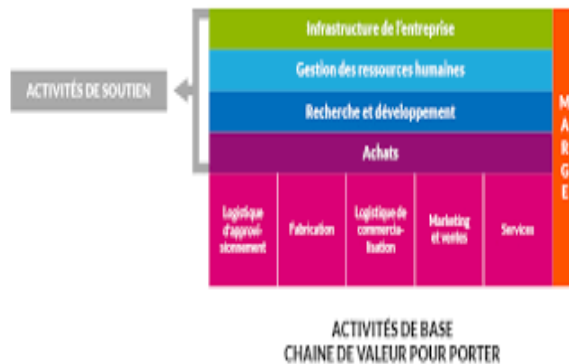 Infrastructure de l'entreprise
Gestion des ressources humaines
ACTIVITÉS DE SOUTIEN
Recherche et développement
Achats
MARGE
Logistique
d'approvi-
sionnement
Fabrication
Logistique de
commercia-
lisation
Marketing
et ventes
Services
ACTIVITÉS DE BASE
CHAINE DE VALEUR POUR PORTER